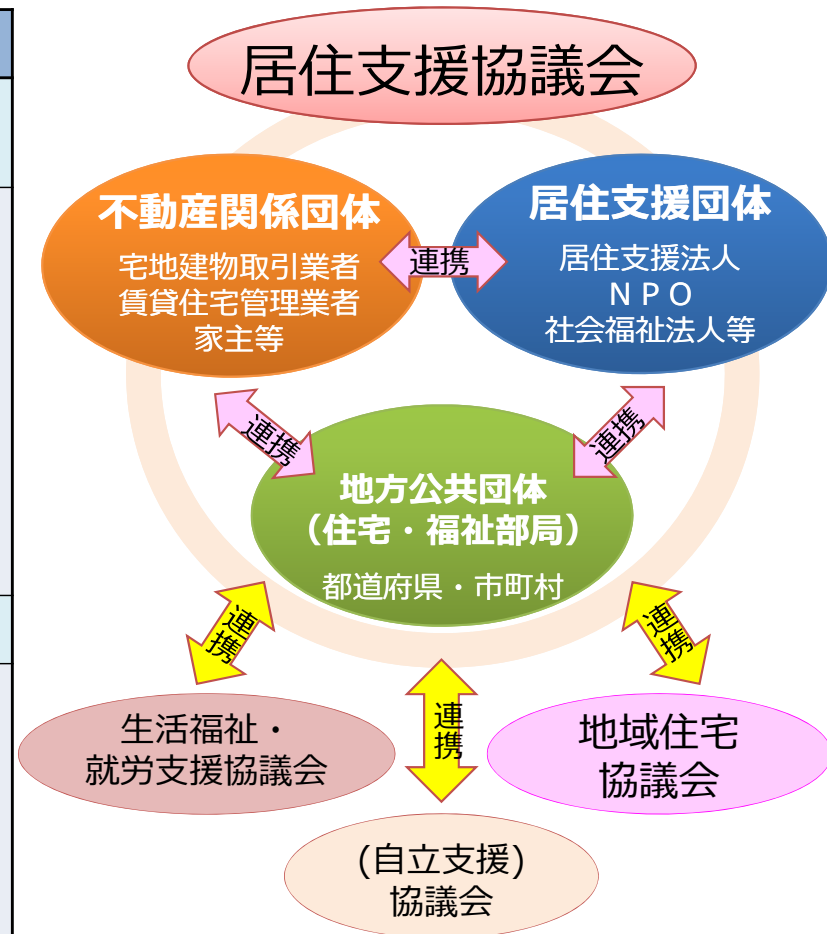 居住支援協議会
不動産関係団体
宅地建物取引業者
賃貸住宅管理業者
家主等
連携
居住支援団体
居住支援法人
ＮＰＯ
社会福祉法人等
連携
連携
地方公共団体
（住宅・福祉部局）
都道府県・市町村
連携
連携
連携
生活福祉・
就労支援協議会
地域住宅
協議会
(自立支援)
協議会